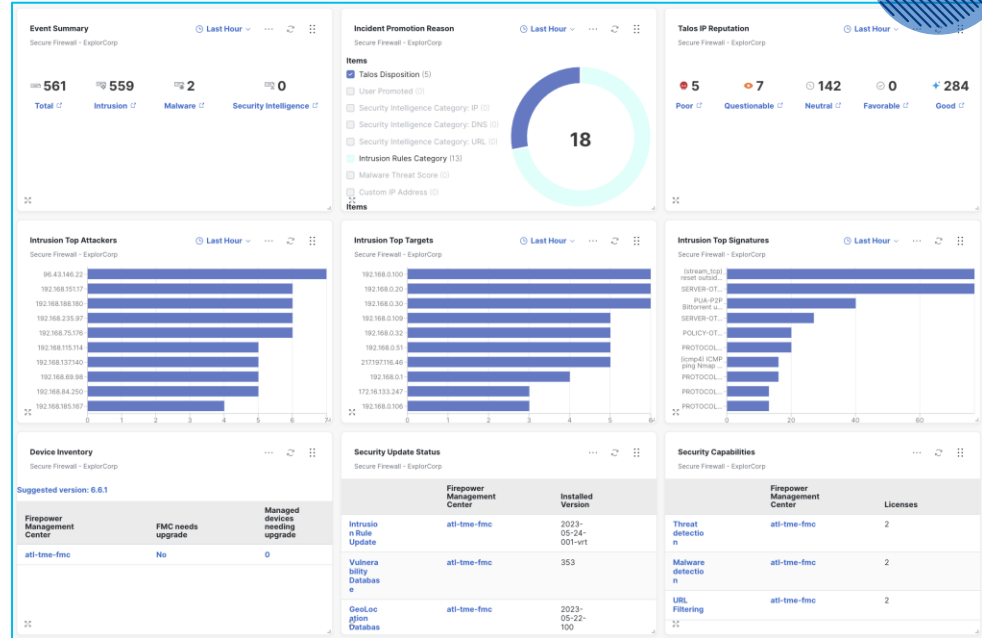 Event Summary
Last Hour
Secure Firewall - ExplorCorp
561
559
2
0
Total
Intrusion
Malware
Security Intelligence
Incident Promotion Reason
Last Hour
Secure Firewall - ExplorCorp
Items
Talos Disposition (5)
User Promoted (0)
Security Intelligence Category: IP (0)
Security Intelligence Category: DNS (0)
Security Intelligence Category: URL (0)
Intrusion Rules Category (13)
Malware Threat Score (0)
Custom IP Address (0)
Items
18
Talos IP Reputation
Last Hour
Secure Firewall - ExplorCorp
5
7
142
0
284
Poor
Questionable
Neutral
Favorable
Good
Intrusion Top Attackers
Last Hour
Secure Firewall - ExplorCorp
96.43.146.22
192.168.151.17
192.168.188.180
192.168.235.97
192.168.75.176
192.168.115.114
192.168.137.140
192.168.69.98
192.168.84.250
192.168.185.167
0 1 2 3 4 5 6 7
Intrusion Top Targets
Last Hour
Secure Firewall - ExplorCorp
192.168.0.100
192.168.0.20
192.168.0.30
192.168.0.109
192.168.0.32
192.168.0.51
217.197.116.46
192.168.0.1
172.16.133.247
192.168.0.106
0 1 2 3 4 5 6
Intrusion Top Signatures
Last Hour
Secure Firewall - ExplorCorp
(stream_tcp)
reset outsid...
SERVER-OT...
PUA-P2P
Bittorrent u...
SERVER-OT...
POLICY-OT...
PROTOCOL...
(icmp4) ICMP
ping Nmap ...
PROTOCOL...
PROTOCOL...
PROTOCOL...
0 20 40 60
Device Inventory
Secure Firewall - ExplorCorp
Suggested version: 6.6.1
Firepower
Management
Center
FMC needs
upgrade
Managed
devices
needing
upgrade
atl-tme-fmc
No
0
Security Update Status
Secure Firewall - ExplorCorp
Firepower
Management
Center
Installed
Version
Intrusio
n Rule
Update
atl-tme-fmc
2023-
05-24-
001-vrt
Vulnera
bility
Databas
e
atl-tme-fmc
353
GeoLoc
ation
Databas
atl-tme-fmc
2023-
05-22-
100
Security Capabilities
Secure Firewall - ExplorCorp
Firepower
Management
Center
Licenses
Threat
detectio
n
atl-tme-fmc
2
Malware
detectio
n
atl-tme-fmc
2
URL
Filtering
atl-tme-fmc
2